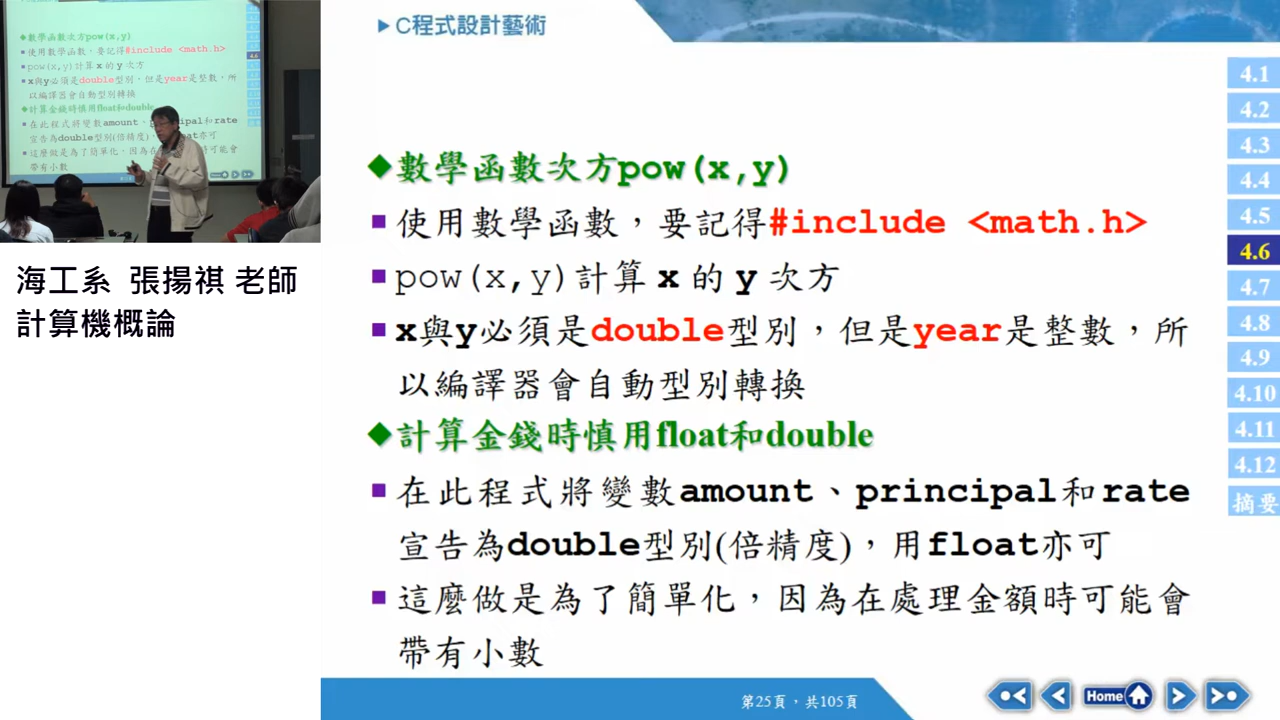 C程式設計藝術
數學函數次方pow(x,y)
使用數學函數，要記得#include <math.h>
pow(x,y)計算 x 的 y 次方
x與y必須是double型別，但是year是整數，所
以編譯器會自動型別轉換
計算金錢時慎用float和double
在此程式將變數amount、principal和rate
宣告為double型別(倍精度)，用float亦可
這麼做是為了簡單化，因為在處理金額時可能會
帶有小數
4.1
4.2
4.3
4.4
4.5
4.6
4.7
4.8
4.9
4.10
4.11
4.12
摘要
第25頁，共105頁
Home
數學函數次方pow(x,y)
使用數學函數，要記得#include <math.h>
pow(x,y)計算 x 的 y 次方
x與y必須是double型別，但是year是整數，所
以編譯器會自動型別轉換
計算金錢時慎用float和double
在此程式將變數amount、principal和rate
宣告為double型別(倍精度)，
亦可
這麼做是為了簡單化，因為在
可能會
帶有小數
海工系 張揚祺 老師
計算機概論